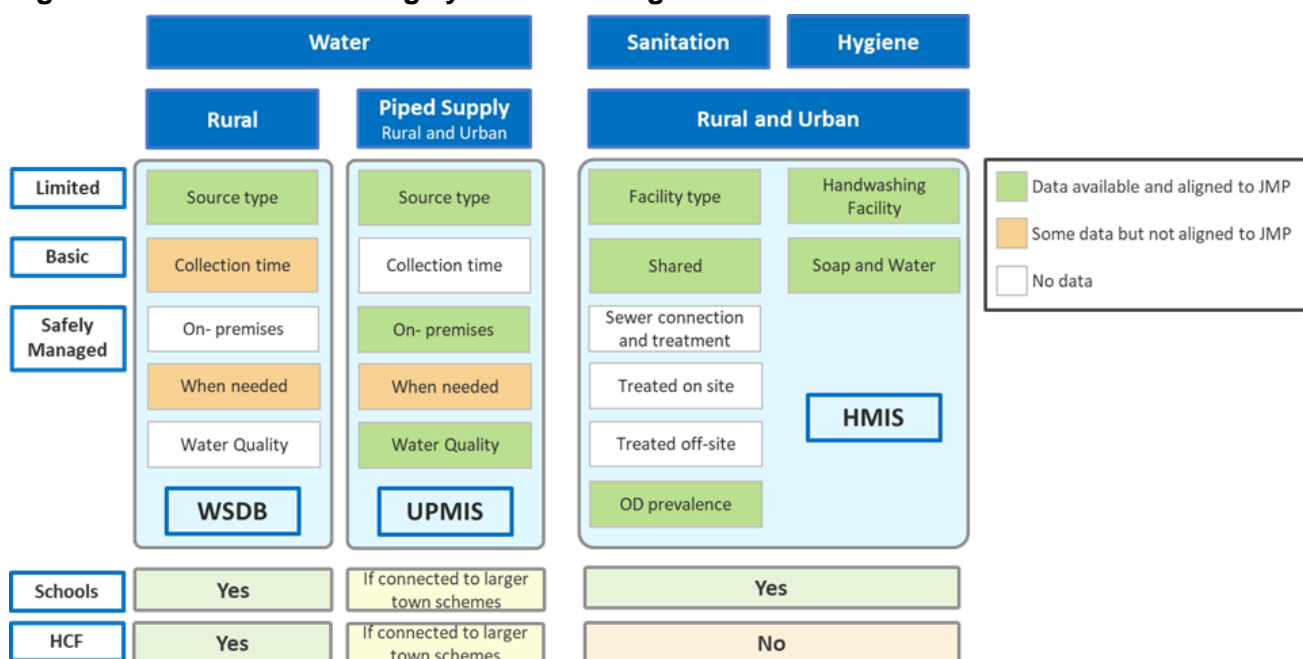 Water
Sanitation
Hygiene
Rural
Piped Supply
Rural and Urban
Rural and Urban
Limited
Source type
Source type
Facility type
Handwashing
Facility
Data available and aligned to JMP
Some data but not aligned to JMP
No data
Basic
Collection time
Collection time
Shared
Soap and Water
Safely
Managed
On- premises
On- premises
Sewer connection
and treatment
When needed
When needed
Treated on site
Water Quality
Water Quality
Treated off-site
HMIS
WSDB
UPMIS
OD prevalence
Schools
Yes
If connected to larger
town schemes
Yes
HCF
Yes
If connected to larger
town schemes
No